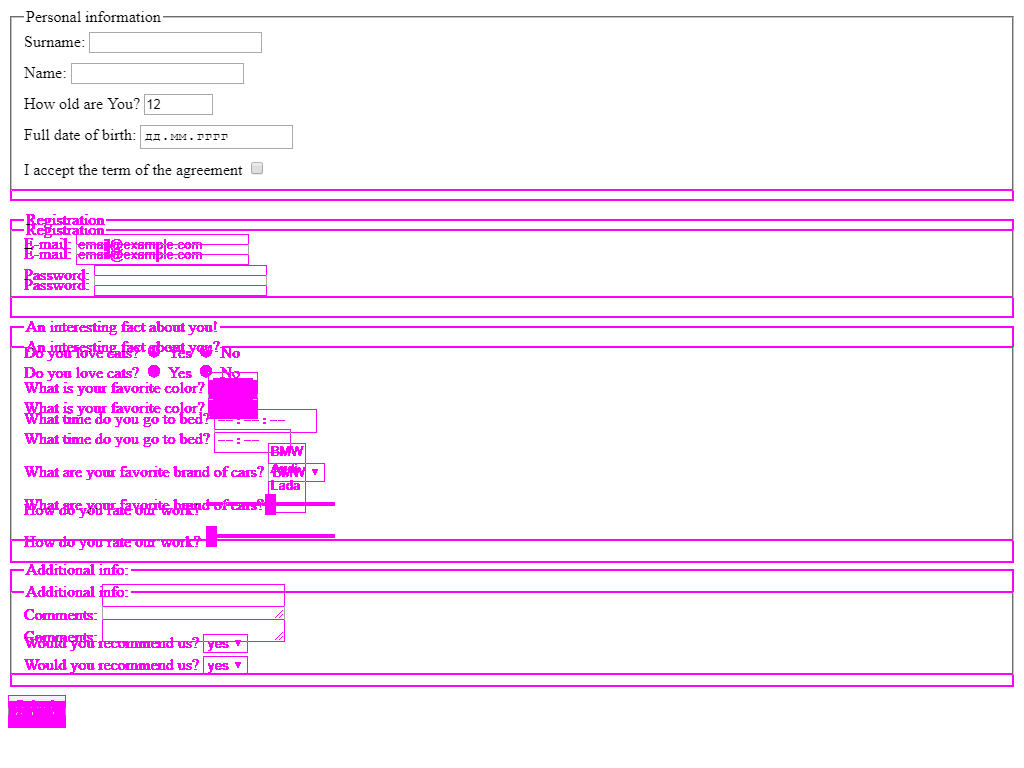 Personal information
Surname:
Name:
How old are You? 12
Full date of birth: дд.мм.гггг
I accept the term of the agreement
Registration
Registration
E-mail: email@example.com
E-mail: email@example.com
Password:
Password:
An interesting fact about you!
An interesting fact about you?
Do you love cats? Yes No
Do you love cats? Yes No
What is your favorite color?
What is your favorite color?
What time do you go to bed? --:--:--
What time do you go to bed? --:--
BMW
What are your favorite brand of cars? BMW
Lada
What are your favorite brand of cars?
How do you rate our work?
How do you rate our work?
Additional info:
Additional info:
Comments:
Comments:
Would you recommend us? yes
Would you recommend us? yes